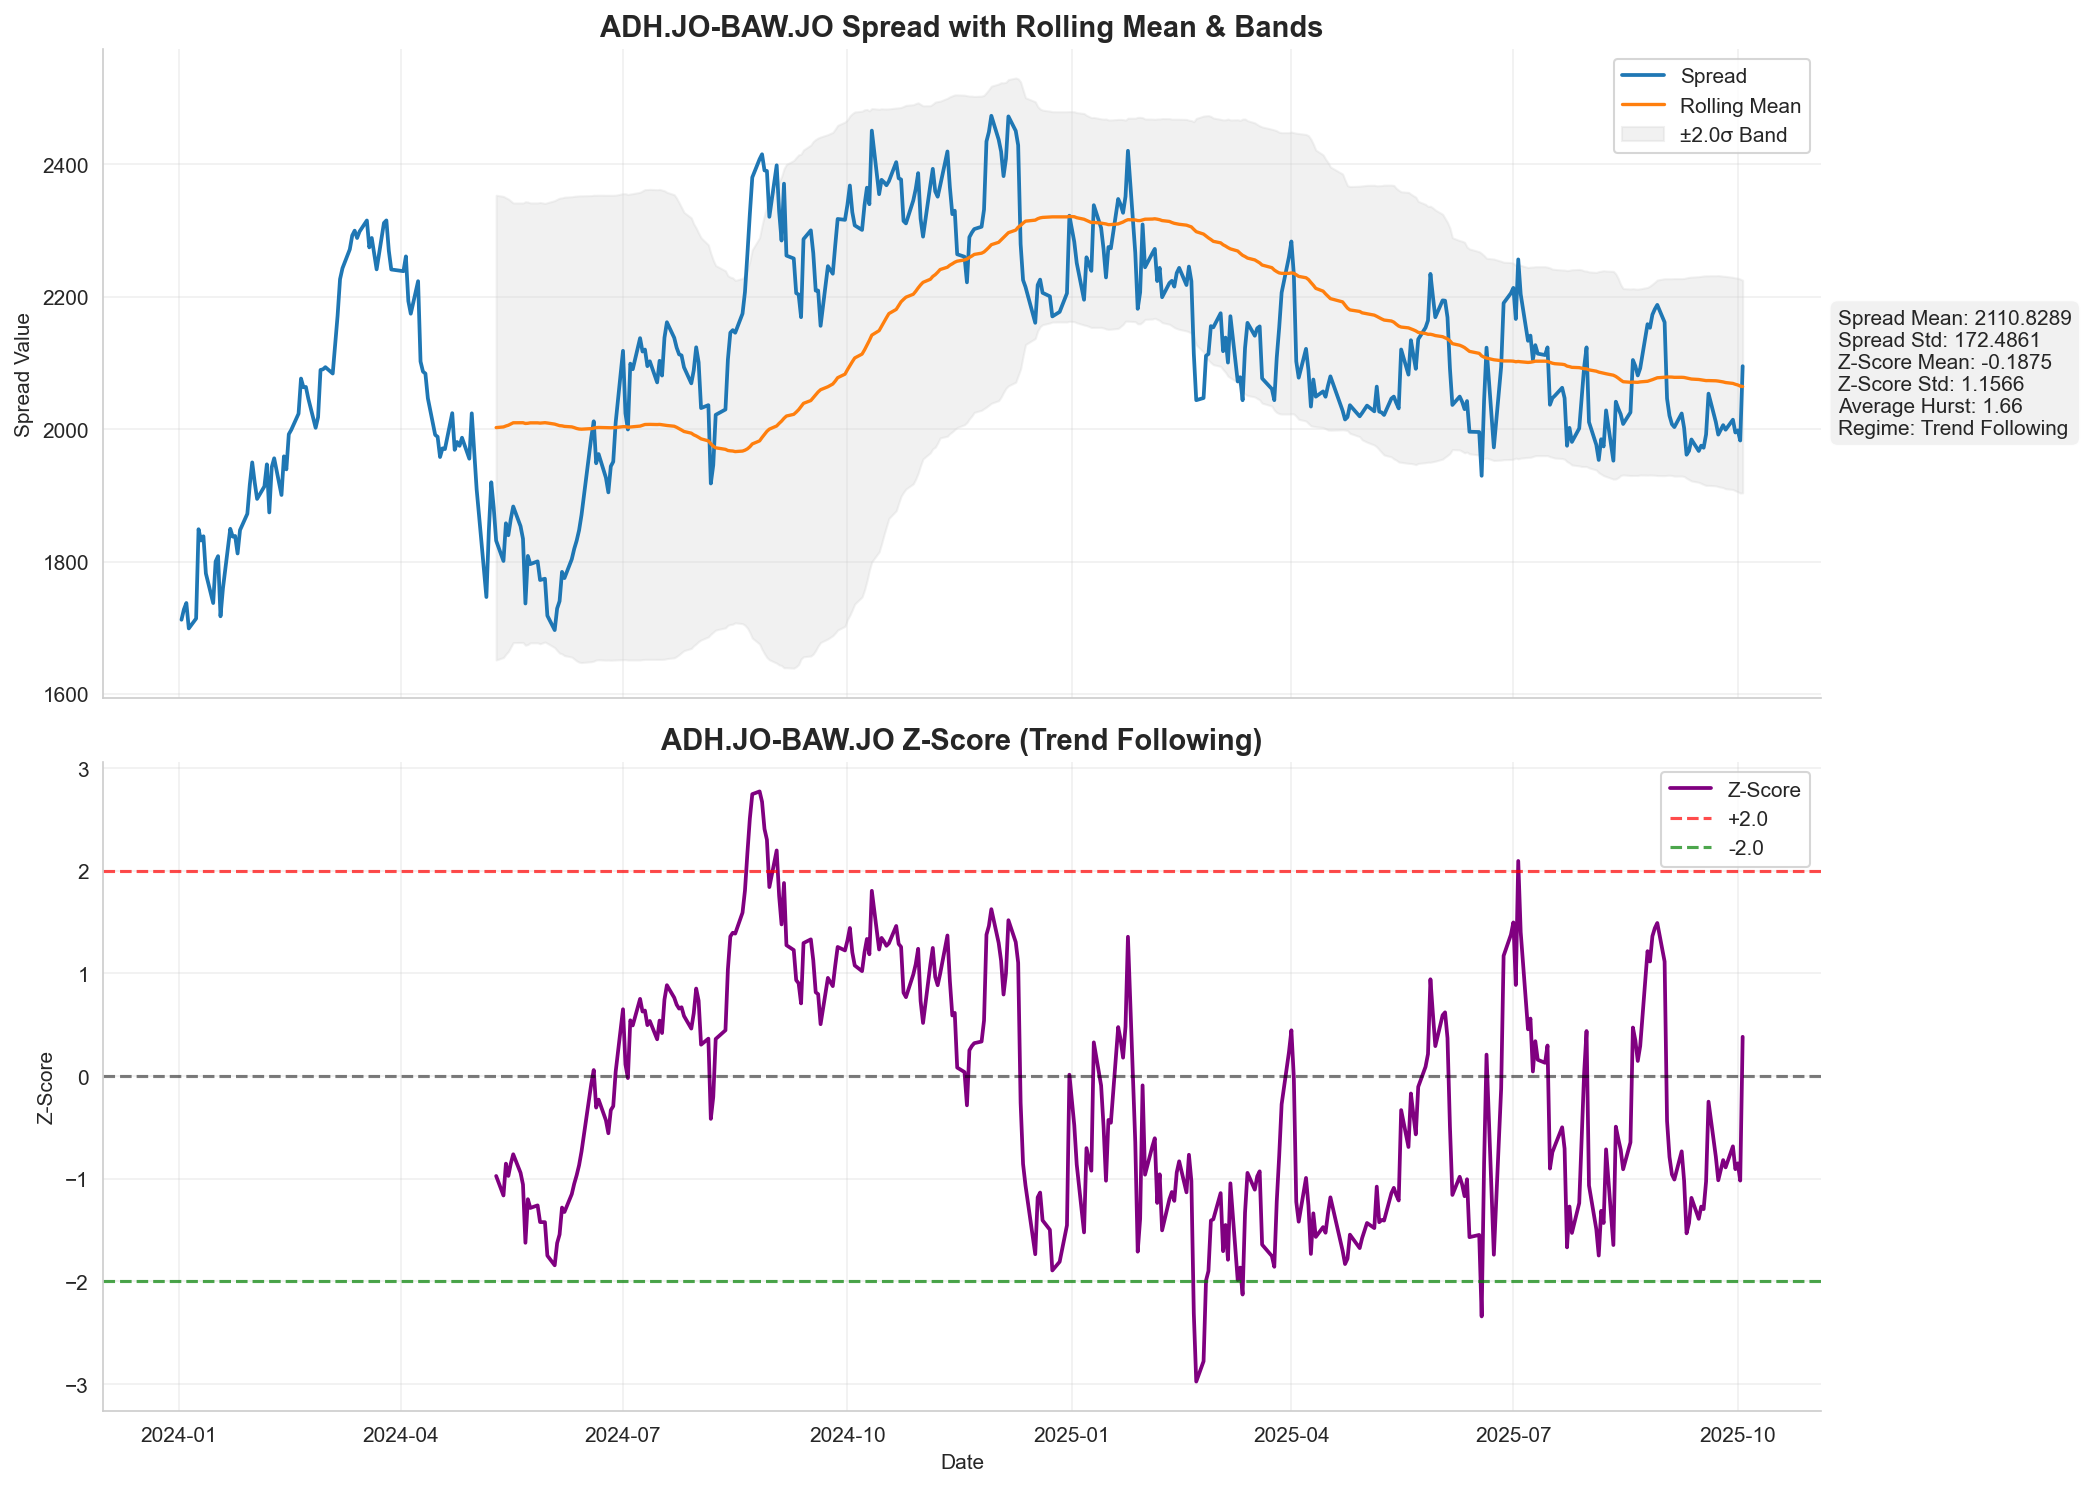 ADH.JO-BAW.JO Spread with Rolling Mean & Bands
Spread Value
2400
2200
2000
1800
1600
Spread
Rolling Mean
±2.0σ Band
Spread Mean: 2110.8289
Spread Std: 172.4861
Z-Score Mean: -0.1875
Z-Score Std: 1.1566
Average Hurst: 1.66
Regime: Trend Following
ADH.JO-BAW.JO Z-Score (Trend Following)
Z-Score
3
2
1
0
−1
−2
−3
Z-Score
+2.0
-2.0
2024-01 2024-04 2024-07 2024-10 2025-01 2025-04 2025-07 2025-10
Date